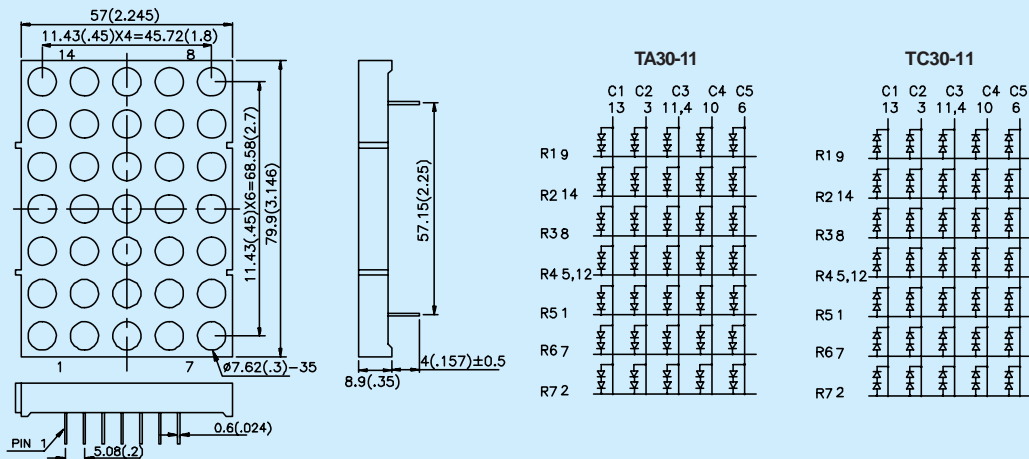 57(2.245)
11.43(.45)X4=45.72(1.8)
14 8
11.43(.45)X6=68.58(2.7)
79.9(3.146)
1 7
ø7.62(.3)-35
57.15(2.25)
4(.157)±0.5
8.9(.35)
PIN 1
5.08(.2)
0.6(.024)
TA30-11
C1 C2 C3 C4 C5
13 3 11,4 10 6
R1 9
R2 14
R3 8
R4 5,12
R5 1
R6 7
R7 2
TC30-11
C1 C2 C3 C4 C5
13 3 11,4 10 6
R1 9
R2 14
R3 8
R4 5,12
R5 1
R6 7
R7 2